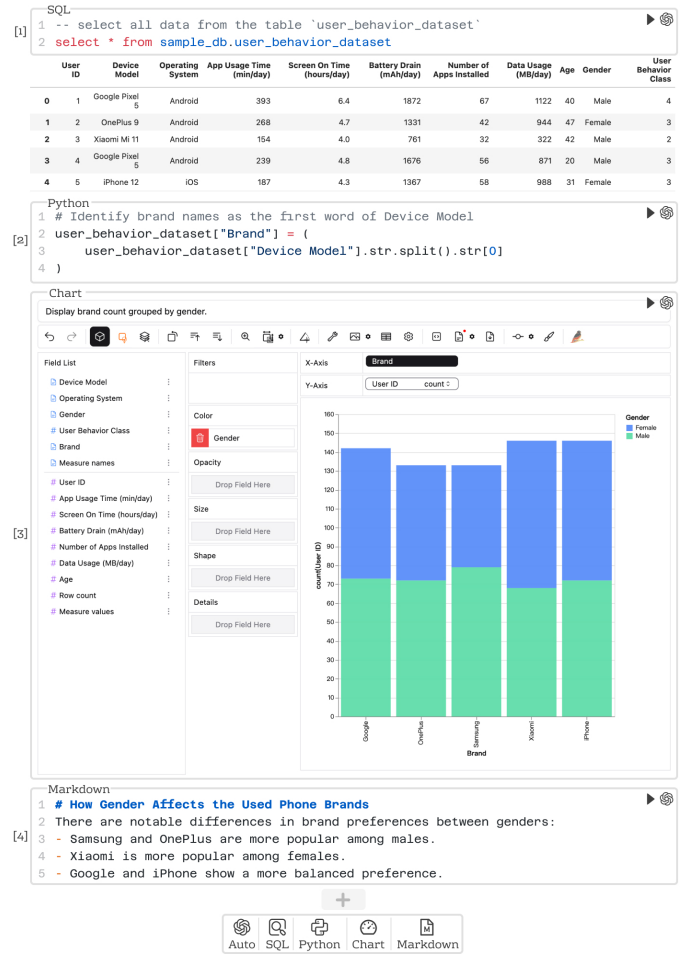 SQL
[1]
1 -- select all data from the table `user_behavior_dataset`
2 select * from sample_db.user_behavior_dataset
User ID Device Model Operating System App Usage Time (min/day) Screen On Time (hours/day) Battery Drain (mAh/day) Number of Apps Installed Data Usage (MB/day) Age Gender User Behavior Class
0 1 Google Pixel 5 Android 393 6.4 1872 67 1122 40 Male 4
1 2 OnePlus 9 Android 268 4.7 1331 42 944 47 Female 3
2 3 Xiaomi Mi 11 Android 154 4.0 761 32 322 42 Male 2
3 4 Google Pixel 5 Android 239 4.8 1676 56 871 20 Male 3
4 5 iPhone 12 iOS 187 4.3 1367 58 988 31 Female 3
Python
[2]
1 # Identify brand names as the first word of Device Model
2 user_behavior_dataset["Brand"] = (
3     user_behavior_dataset["Device Model"].str.split().str[0]
4 )
Chart
[3]
Display brand count grouped by gender.
Field List
Device Model
Operating System
Gender
# User Behavior Class
Brand
Measure names
# User ID
# App Usage Time (min/day)
# Screen On Time (hours/day)
# Battery Drain (mAh/day)
# Number of Apps Installed
# Data Usage (MB/day)
# Age
# Row count
# Measure values
Filters
Color
Gender
Opacity
Drop Field Here
Size
Drop Field Here
Shape
Drop Field Here
Details
Drop Field Here
X-Axis
Brand
Y-Axis
User ID count
160
150
140
130
120
110
100
90
80
70
60
50
40
30
20
10
0
count(User ID)
Google
OnePlus
Samsung
Xiaomi
iPhone
Brand
Gender
Female
Male
Markdown
[4]
1 # How Gender Affects the Used Phone Brands
2 There are notable differences in brand preferences between genders:
3 - Samsung and OnePlus are more popular among males.
4 - Xiaomi is more popular among females.
5 - Google and iPhone show a more balanced preference.
+
Auto SQL Python Chart Markdown